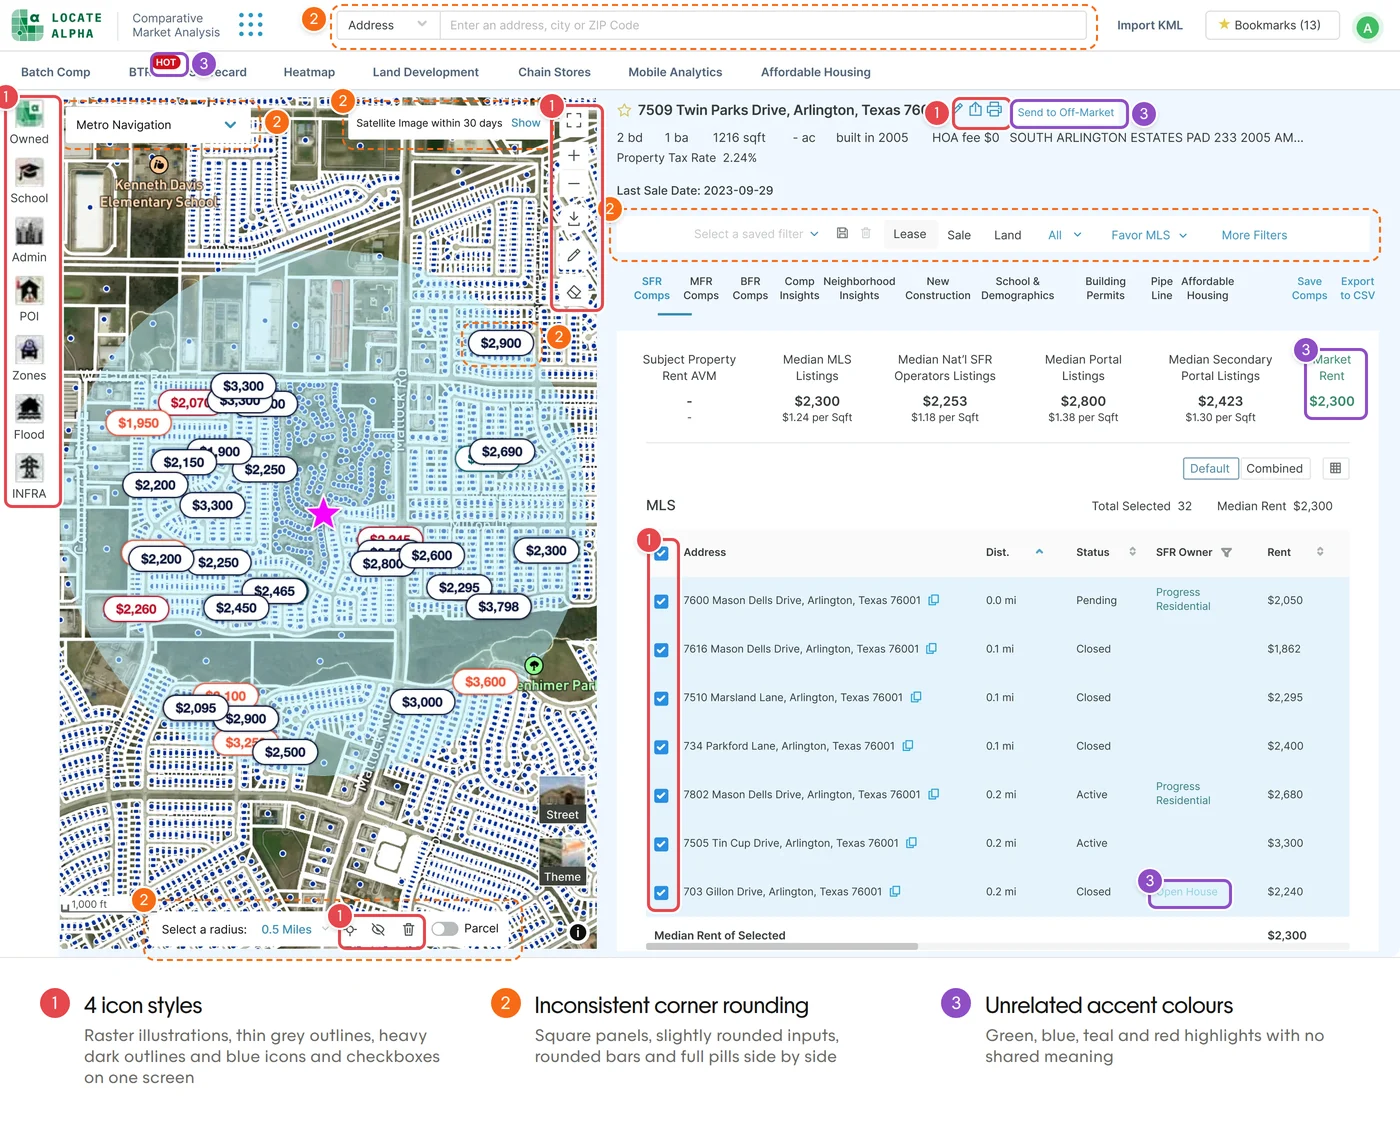 LOCATE ALPHA
Comparative Market Analysis
2
Address
Enter an address, city or ZIP Code
Import KML
Bookmarks (13)
A
Batch Comp
HOT
3
Heatmap
Land Development
Chain Stores
Mobile Analytics
Affordable Housing
1
Owned
School
Admin
POI
Zones
Flood
INFRA
Metro Navigation
2
2
Satellite Image within 30 days Show
1
Kenneth Davis
Elementary School
2
$2,900
$3,300
$3,300
$1,950
$2,150
$2,250
$2,200
$3,300
$2,690
$2,200
$2,250
$2,800
$2,600
$2,300
$2,465
$2,295
$2,260
$2,450
$3,798
$3,600
$3,000
$2,095
$2,900
$2,500
Street
Theme
1,000 ft
2
Select a radius: 0.5 Miles
1
Parcel
i
7509 Twin Parks Drive, Arlington, Texas
1
Send to Off-Market
3
2 bd 1 ba 1216 sqft - ac built in 2005 HOA fee $0 SOUTH ARLINGTON ESTATES PAD 233 2005 AM...
Property Tax Rate 2.24%
Last Sale Date: 2023-09-29
2
Select a saved filter
Lease Sale Land All Favor MLS More Filters
SFR Comps
MFR Comps
BFR Comps
Comp Insights
Neighborhood Insights
New Construction
School & Demographics
Building Permits
Pipe Line
Affordable Housing
Save Comps
Export to CSV
Subject Property Rent AVM
-
-
Median MLS Listings
$2,300
$1.24 per Sqft
Median Nat'l SFR Operators Listings
$2,253
$1.18 per Sqft
Median Portal Listings
$2,800
$1.38 per Sqft
Median Secondary Portal Listings
$2,423
$1.30 per Sqft
3
Market Rent
$2,300
Default Combined
MLS
Total Selected 32 Median Rent $2,300
1
Address Dist. Status SFR Owner Rent
7600 Mason Dells Drive, Arlington, Texas 76001 0.0 mi Pending Progress Residential $2,050
7616 Mason Dells Drive, Arlington, Texas 76001 0.1 mi Closed $1,862
7510 Marsland Lane, Arlington, Texas 76001 0.1 mi Closed $2,295
734 Parkford Lane, Arlington, Texas 76001 0.1 mi Closed $2,400
7802 Mason Dells Drive, Arlington, Texas 76001 0.2 mi Active Progress Residential $2,680
7505 Tin Cup Drive, Arlington, Texas 76001 0.2 mi Active $3,300
3
703 Gillon Drive, Arlington, Texas 76001 0.2 mi Closed Open House $2,240
Median Rent of Selected $2,300
1 4 icon styles
Raster illustrations, thin grey outlines, heavy
dark outlines and blue icons and checkboxes
on one screen
2 Inconsistent corner rounding
Square panels, slightly rounded inputs,
rounded bars and full pills side by side
3 Unrelated accent colours
Green, blue, teal and red highlights with no
shared meaning